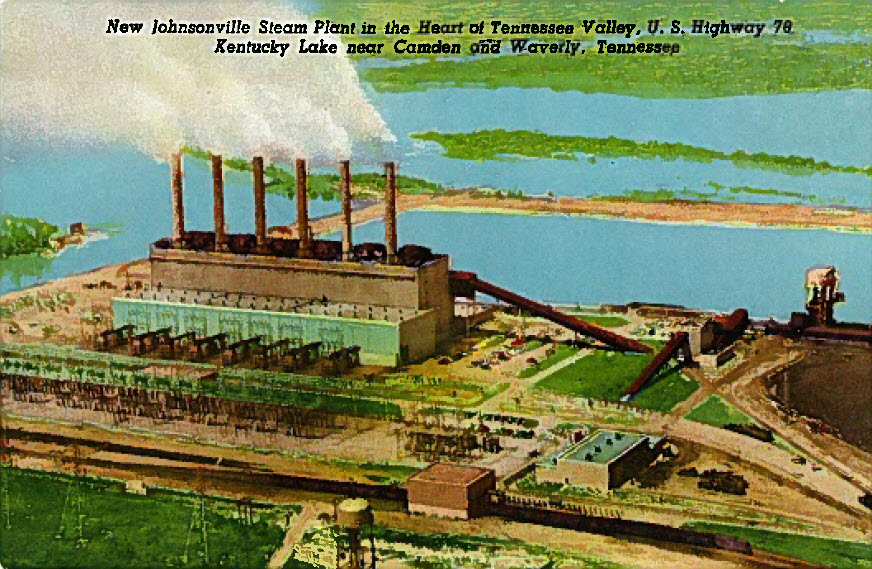 New Johnsonville Steam Plant in the Heart of Tennessee Valley, U. S. Highway 70
Kentucky Lake near Camden and Waverly, Tennessee